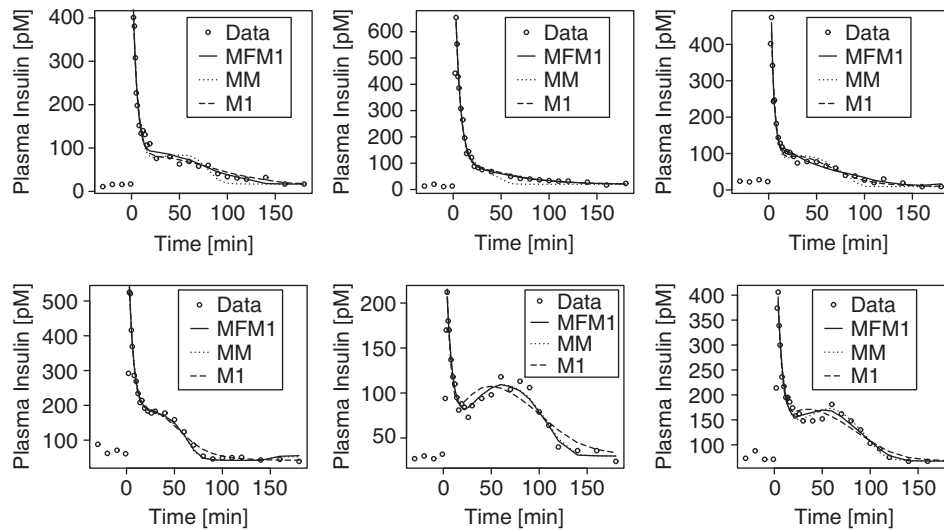 Plasma Insulin [pM]
400
300
200
100
0
Data
MFM1
MM
M1
0 50 100 150
Time [min]
Plasma Insulin [pM]
600
500
400
300
200
100
0
Data
MFM1
MM
M1
0 50 100 150
Time [min]
Plasma Insulin [pM]
400
300
200
100
0
Data
MFM1
MM
M1
0 50 100 150
Time [min]
Plasma Insulin [pM]
500
400
300
200
100
Data
MFM1
MM
M1
0 50 100 150
Time [min]
Plasma Insulin [pM]
200
150
100
50
Data
MFM1
MM
M1
0 50 100 150
Time [min]
Plasma Insulin [pM]
400
350
300
250
200
150
100
Data
MFM1
MM
M1
0 50 100 150
Time [min]